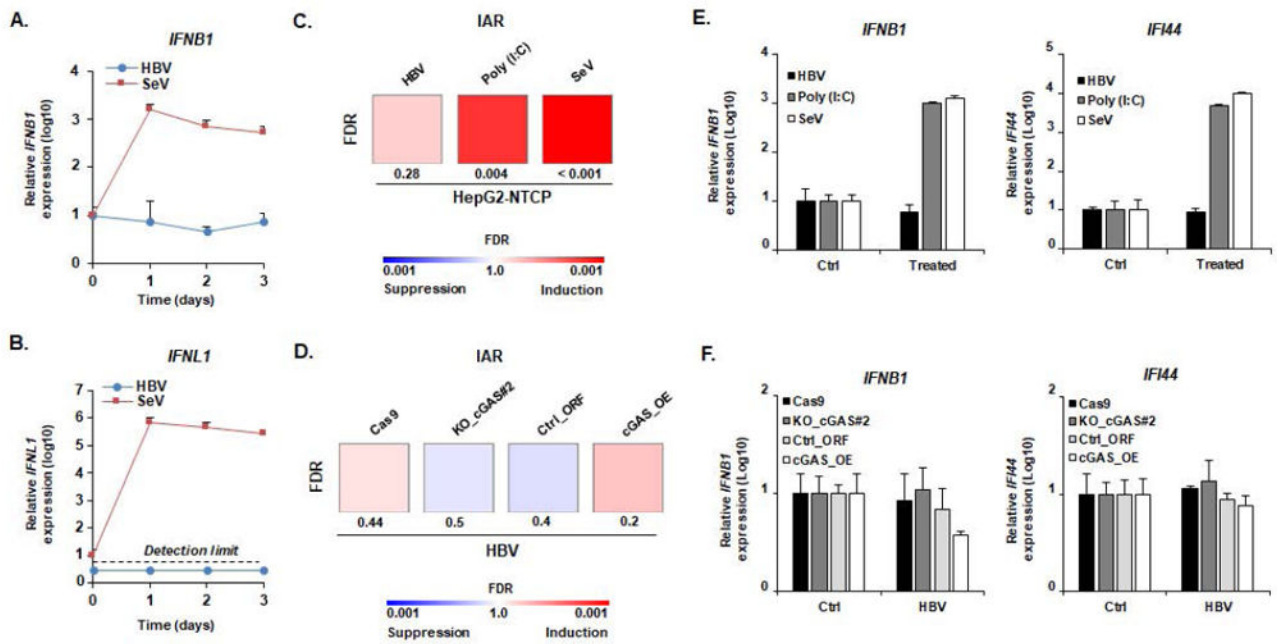 A.
IFNB1
HBV
SeV
Relative IFNB1
expression (log10)
4
3
2
1
0
0 1 2 3
Time (days)
B.
IFNL1
HBV
SeV
Relative IFNL1
expression (log10)
7
6
5
4
3
2
1
0
Detection limit
0 1 2 3
Time (days)
C.
IAR
HBV Poly (I:C) SeV
FDR
0.28 0.004 < 0.001
HepG2-NTCP
FDR
0.001 1.0 0.001
Suppression Induction
D.
IAR
Cas9 KO_cGAS#2 Ctrl_ORF cGAS_OE
FDR
0.44 0.5 0.4 0.2
HBV
FDR
0.001 1.0 0.001
Suppression Induction
E.
IFNB1
HBV
Poly (I:C)
SeV
Relative IFNB1
expression (Log10)
4
3
2
1
0
Ctrl Treated
IFI44
HBV
Poly (I:C)
SeV
Relative IFI44
expression (Log10)
5
4
3
2
1
0
Ctrl Treated
F.
IFNB1
Cas9
KO_cGAS#2
Ctrl_ORF
cGAS_OE
Relative IFNB1
expression (Log10)
2
1
0
Ctrl HBV
IFI44
Cas9
KO_cGAS#2
Ctrl_ORF
cGAS_OE
Relative IFI44
expression (Log10)
2
1
0
Ctrl HBV